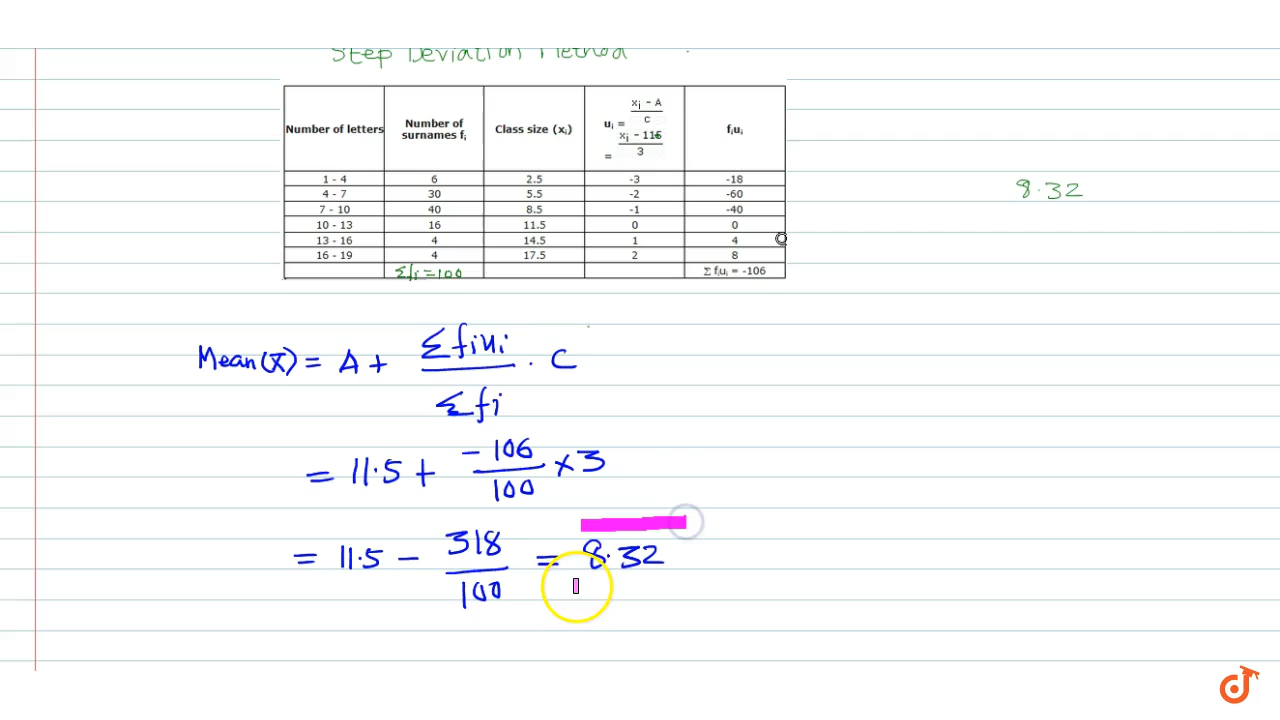 Step Deviation Method
Number of letters | Number of surnames fi | Class size (xi) | ui = xi – A / c = xi – 115 / 3 | fiui
1 - 4 | 6 | 2.5 | -3 | -18
4 - 7 | 30 | 5.5 | -2 | -60
7 - 10 | 40 | 8.5 | -1 | -40
10 - 13 | 16 | 11.5 | 0 | 0
13 - 16 | 4 | 14.5 | 1 | 4
16 - 19 | 4 | 17.5 | 2 | 8
Σfi = 100 | Σ fiui = -106
8.32
Mean(x̄) = A + Σfiui / Σfi . C
= 11.5 + -106 / 100 × 3
= 11.5 - 318 / 100 = 8.32